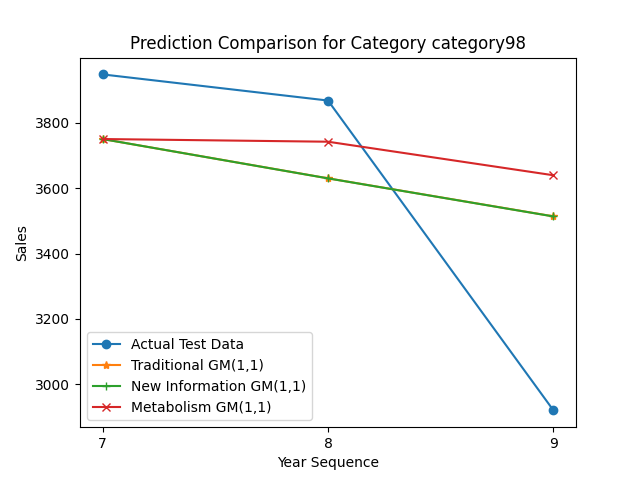 Prediction Comparison for Category category98
Sales
3800
3600
3400
3200
3000
Actual Test Data
Traditional GM(1,1)
New Information GM(1,1)
Metabolism GM(1,1)
7
8
9
Year Sequence